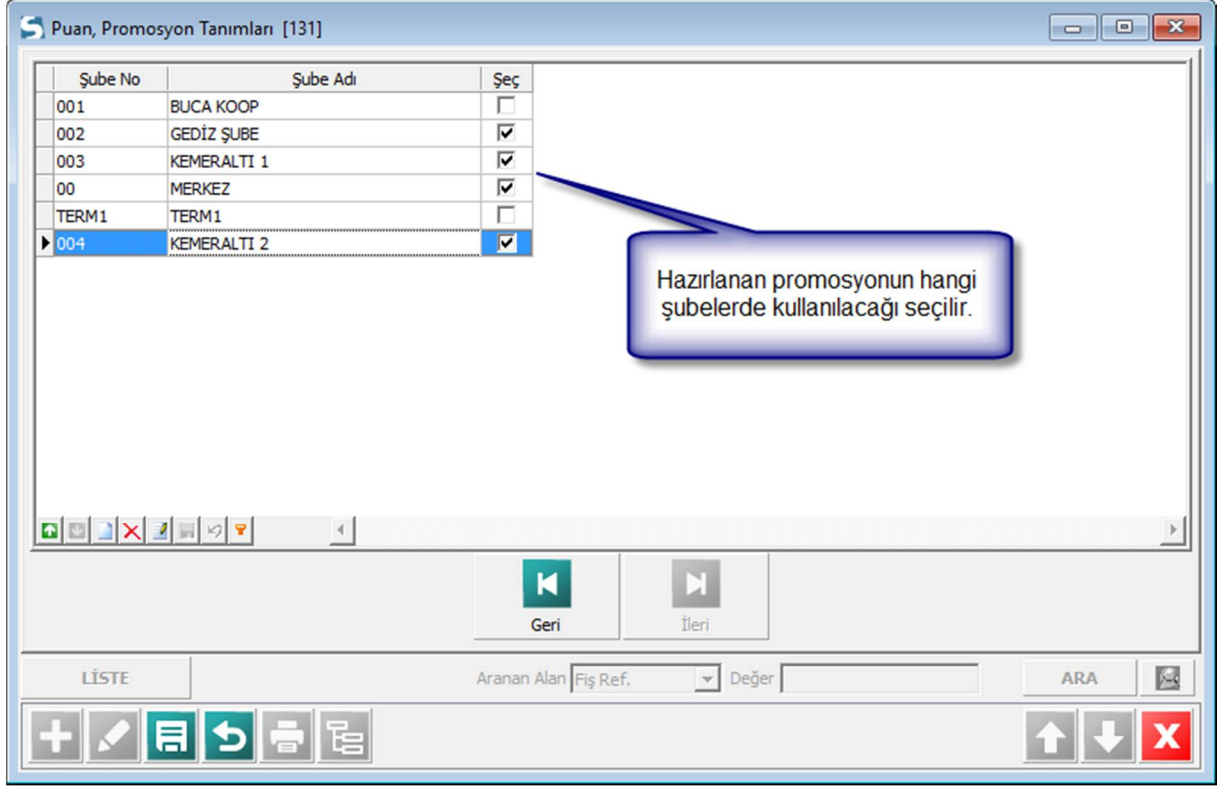 Puan, Promosyon Tanımları [131]
Şube No Şube Adı Seç
001 BUCA KOOP
002 GEDİZ ŞUBE
003 KEMERALTI 1
00 MERKEZ
TERM1 TERM1
004 KEMERALTI 2
Hazırlanan promosyonun hangi
şubelerde kullanılacağı seçilir.
Geri İleri
LİSTE Aranan Alan Fiş Ref. Değer ARA